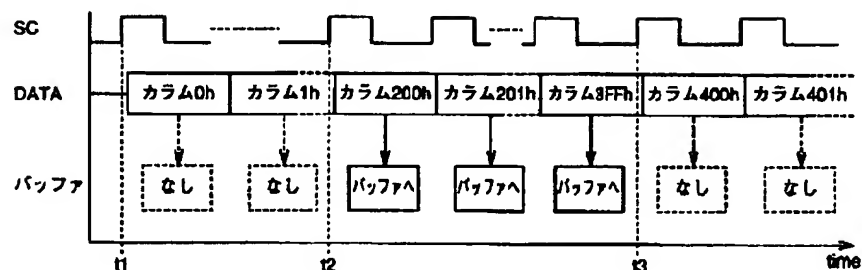 SC
DATA
カラム0h
カラム1h
カラム200h
カラム201h
カラム3FFh
カラム400h
カラム401h
バッファ
なし
なし
バッファへ
バッファへ
バッファへ
なし
なし
t1
t2
t3
time